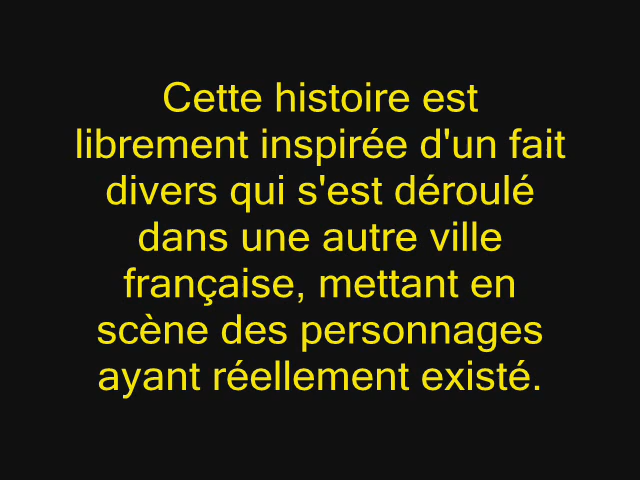 Cette histoire est
librement inspirée d'un fait
divers qui s'est déroulé
dans une autre ville
française, mettant en
scène des personnages
ayant réellement existé.